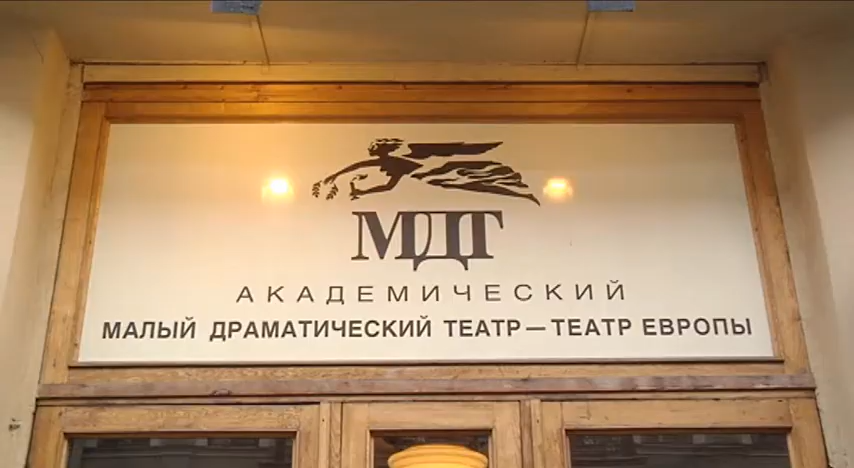 МДТ
АКАДЕМИЧЕСКИЙ
МАЛЫЙ ДРАМАТИЧЕСКИЙ ТЕАТР — ТЕАТР ЕВРОПЫ